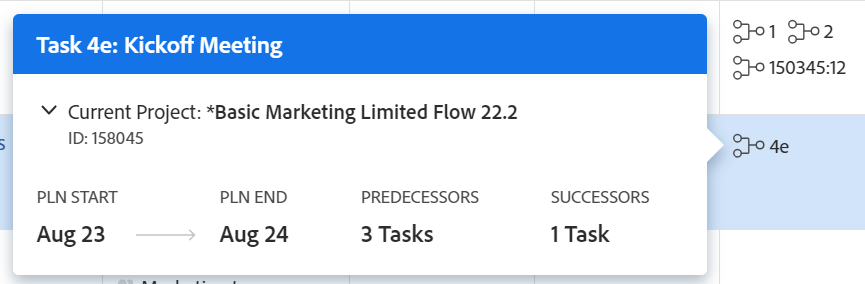 Task 4e: Kickoff Meeting
1 2
150345:12
Current Project: *Basic Marketing Limited Flow 22.2
ID: 158045
s
4e
PLN START PLN END PREDECESSORS SUCCESSORS
Aug 23 Aug 24 3 Tasks 1 Task